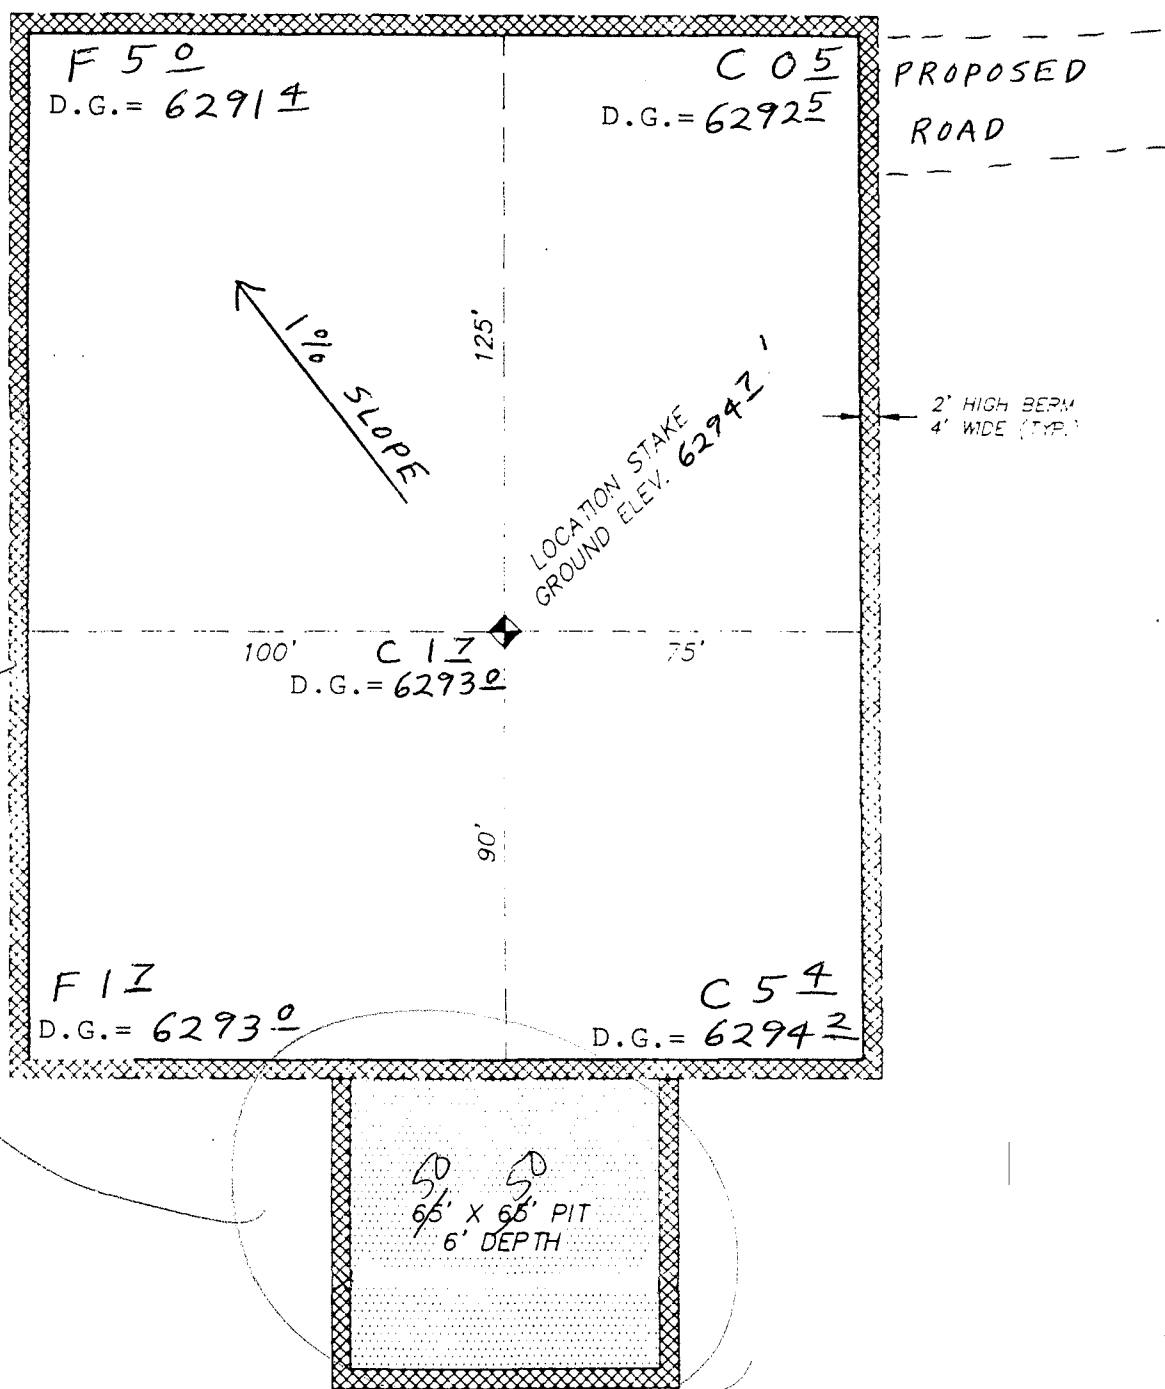 F 5 0
D.G.= 6291 4
C 0 5
D.G.= 6292 5
PROPOSED
ROAD
1% SLOPE
125'
LOCATION STAKE
GROUND ELEV. 6294 7'
2' HIGH BERM
4' WIDE (TYP.)
100'
C 1 7
D.G.= 6293 0
75'
90'
F 1 7
D.G.= 6293 0
C 5 4
D.G.= 6294 2
50 50
65' X 65' PIT
6' DEPTH